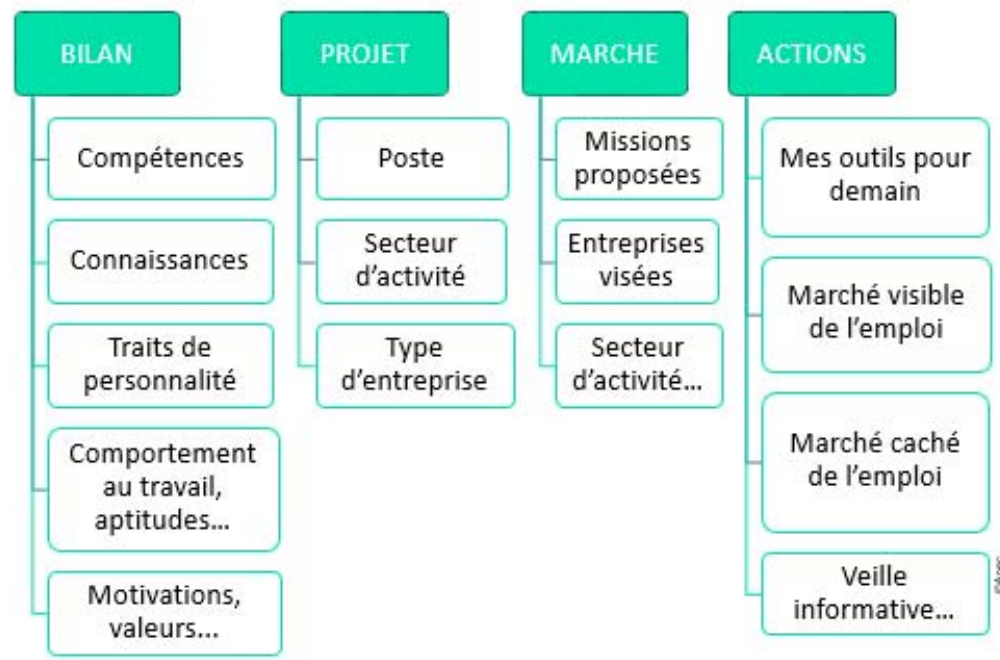 BILAN
Compétences
Connaissances
Traits de
personnalité
Comportement
au travail,
aptitudes...
Motivations,
valeurs...
PROJET
Poste
Secteur
d'activité
Type
d'entreprise
MARCHE
Missions
proposées
Entreprises
visées
Secteur
d'activité...
ACTIONS
Mes outils pour
demain
Marché visible
de l'emploi
Marché caché
de l'emploi
Veille
informative...